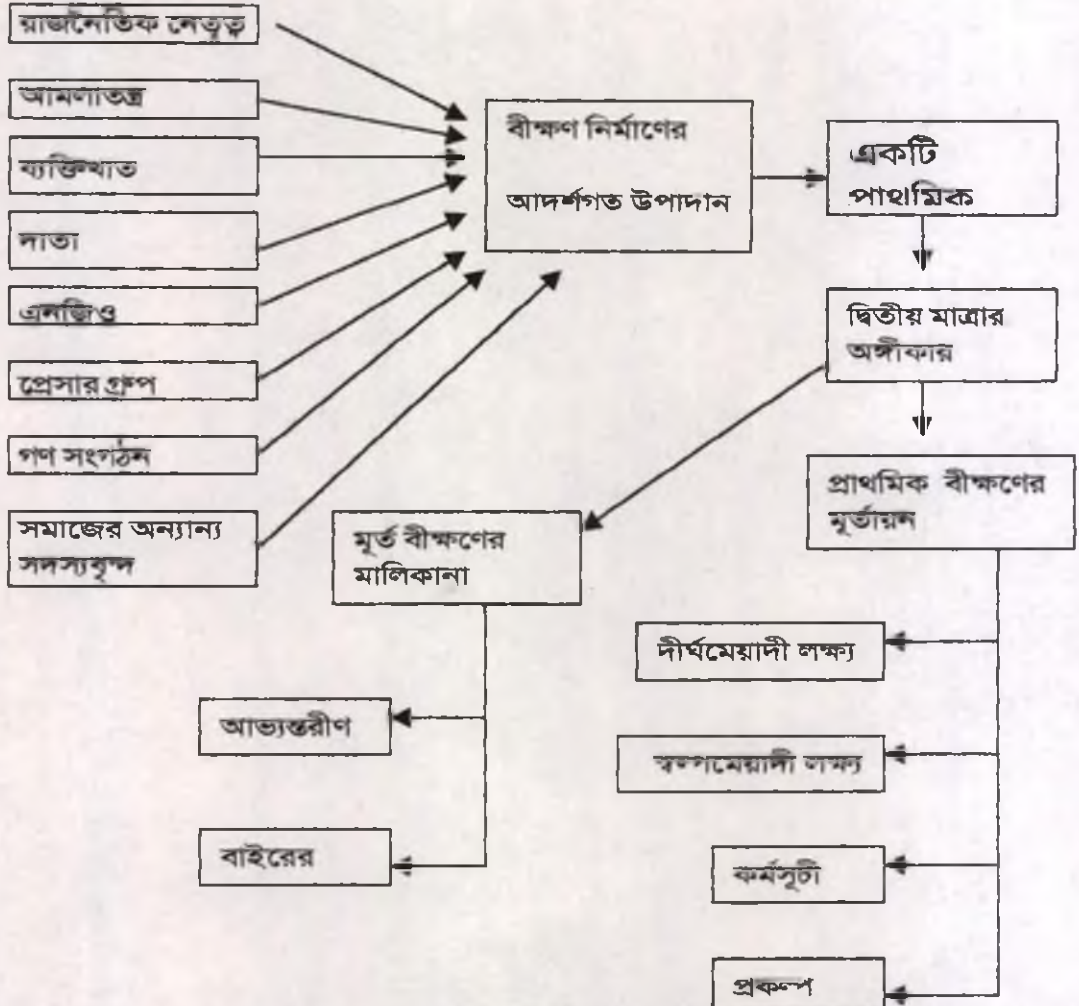 রাজনৈতিক নেতৃত্ব
আমলাতন্ত্র
ব্যক্তিখাত
দাতা
এনজিও
প্রেসার গ্রুপ
গণ সংগঠন
সমাজের অন্যান্য
সদস্যবৃন্দ
বীক্ষণ নির্মাণের
আদর্শগত উপাদান
একটি
পাথমিক
দ্বিতীয় মাত্রার
অঙ্গীকার
প্রাথমিক বীক্ষণের
মূর্তায়ন
মূর্ত বীক্ষণের
মালিকানা
দীর্ঘমেয়াদী লক্ষ্য
আভ্যন্তরীণ
স্বল্পমেয়াদী লক্ষ্য
বাইরের
কর্মসূচী
প্রকল্প